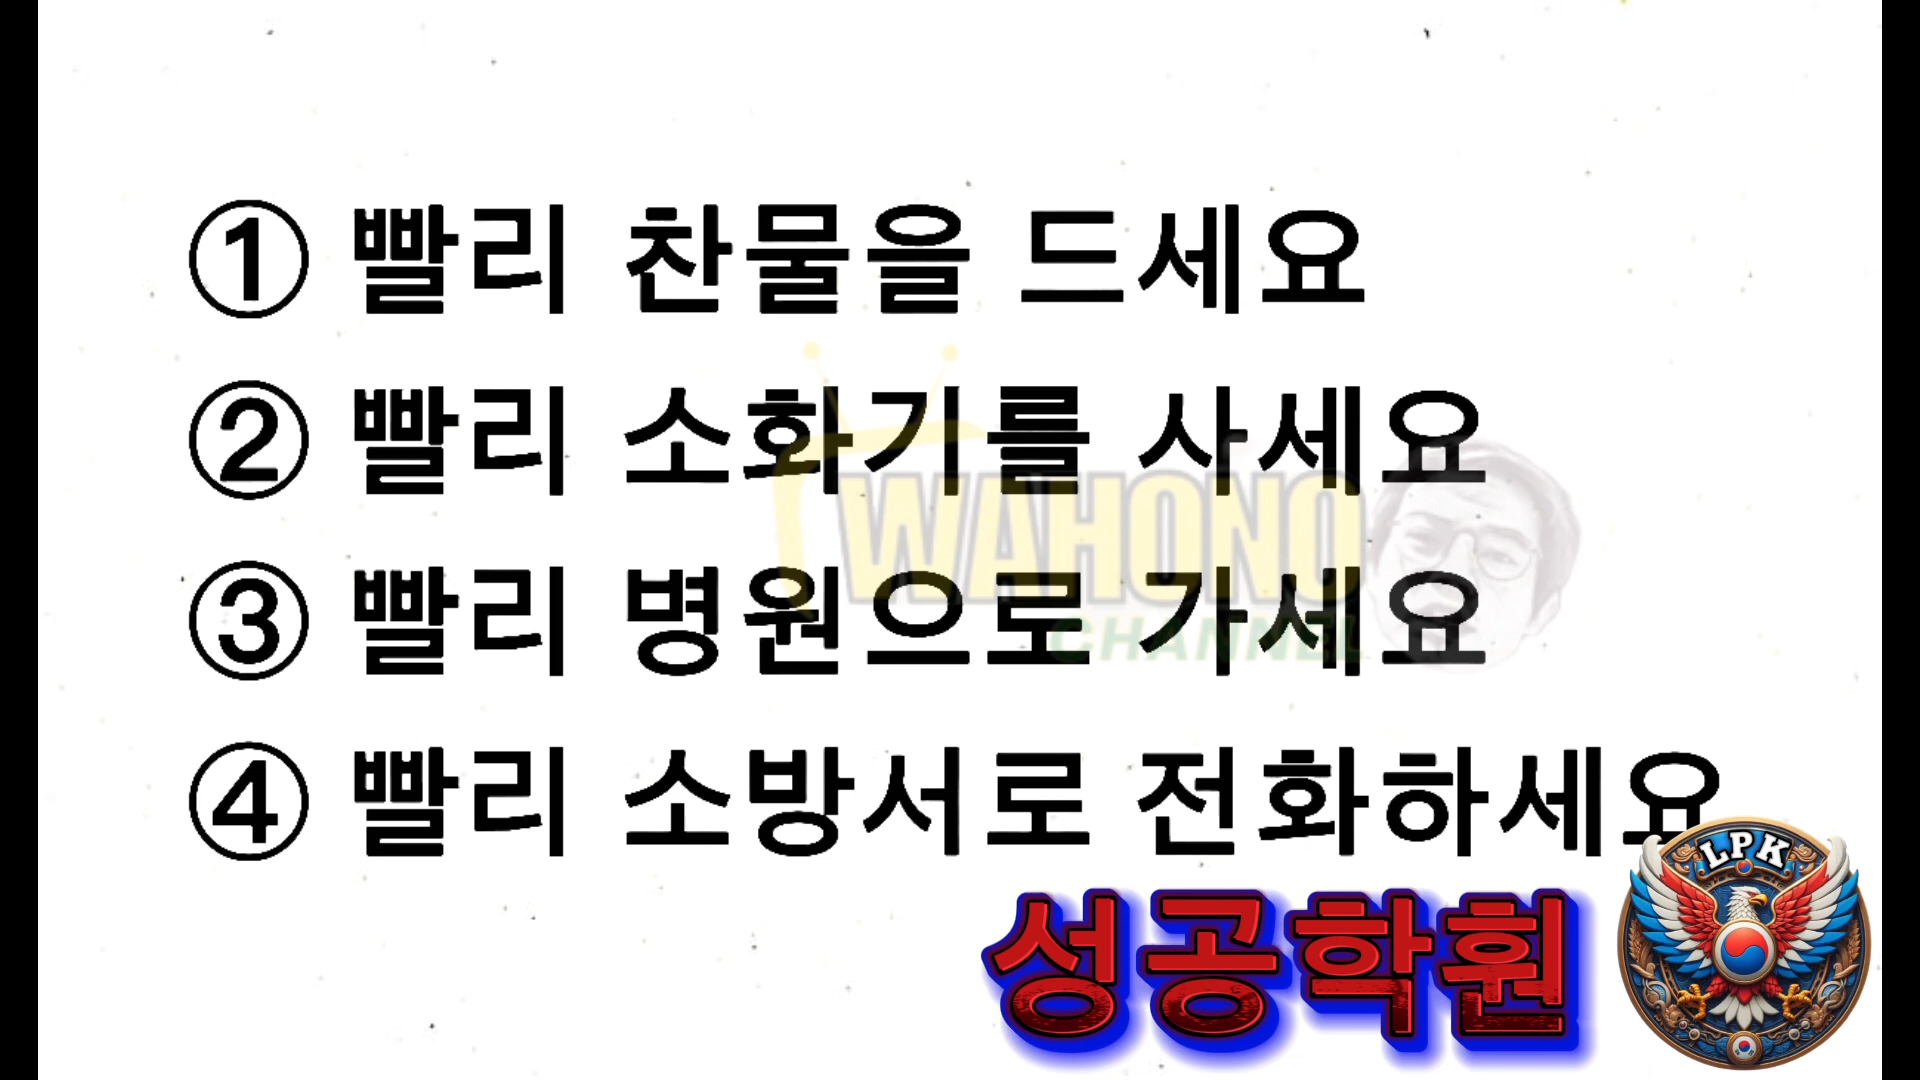 ① 빨리 찬물을 드세요
② 빨리 소화기를 사세요
③ 빨리 병원으로 가세요
④ 빨리 소방서로 전화하세요
WAHONO
CHANNEL
LPK
성공학훤